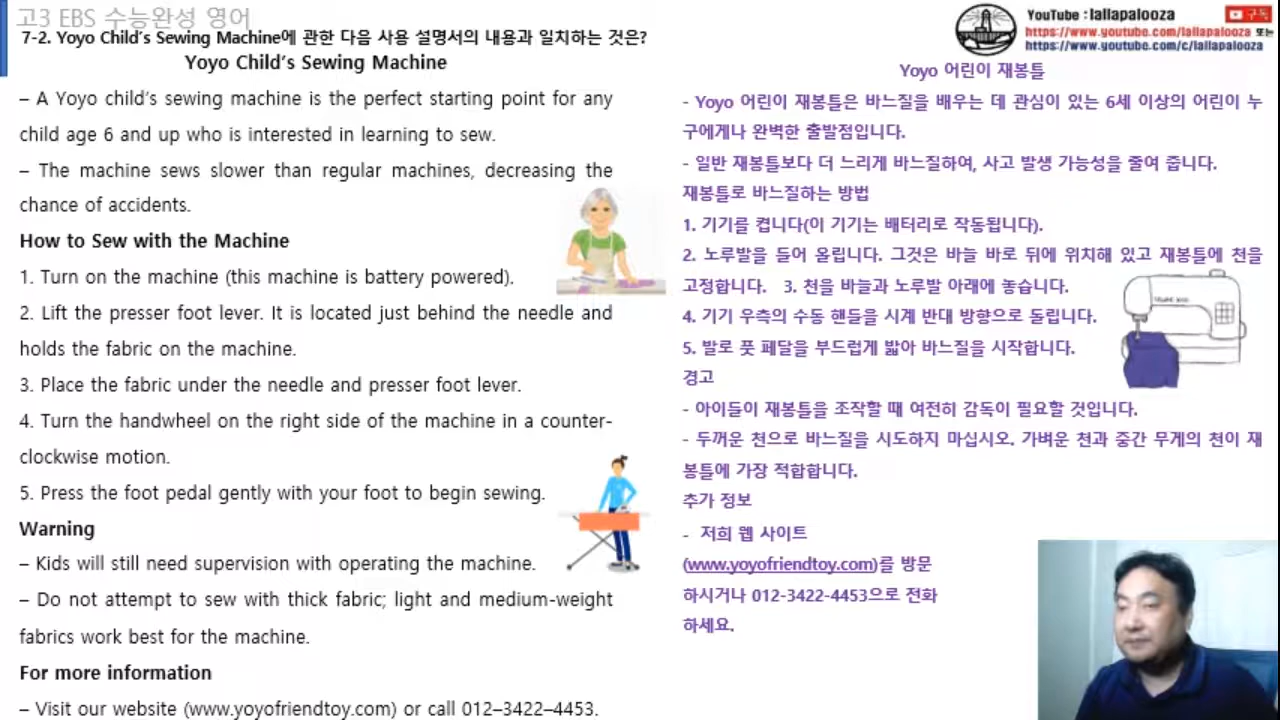 고3 EBS 수능완성 영어
7-2. Yoyo Child's Sewing Machine에 관한 다음 사용 설명서의 내용과 일치하는 것은?
Yoyo Child's Sewing Machine
– A Yoyo child's sewing machine is the perfect starting point for any
child age 6 and up who is interested in learning to sew.
– The machine sews slower than regular machines, decreasing the
chance of accidents.
How to Sew with the Machine
1. Turn on the machine (this machine is battery powered).
2. Lift the presser foot lever. It is located just behind the needle and
holds the fabric on the machine.
3. Place the fabric under the needle and presser foot lever.
4. Turn the handwheel on the right side of the machine in a counter-
clockwise motion.
5. Press the foot pedal gently with your foot to begin sewing.
Warning
– Kids will still need supervision with operating the machine.
– Do not attempt to sew with thick fabric; light and medium-weight
fabrics work best for the machine.
For more information
– Visit our website (www.yoyofriendtoy.com) or call 012–3422–4453.
YouTube : lallapalooza
구독
https://www.youtube.com/lallapalooza 또는
https://www.youtube.com/c/lallapalooza
Yoyo 어린이 재봉틀
- Yoyo 어린이 재봉틀은 바느질을 배우는 데 관심이 있는 6세 이상의 어린이 누
구에게나 완벽한 출발점입니다.
- 일반 재봉틀보다 더 느리게 바느질하여, 사고 발생 가능성을 줄여 줍니다.
재봉틀로 바느질하는 방법
1. 기기를 켭니다(이 기기는 배터리로 작동됩니다).
2. 노루발을 들어 올립니다. 그것은 바늘 바로 뒤에 위치해 있고 재봉틀에 천을
고정합니다. 3. 천을 바늘과 노루발 아래에 놓습니다.
4. 기기 우측의 수동 핸들을 시계 반대 방향으로 돌립니다.
5. 발로 풋 페달을 부드럽게 밟아 바느질을 시작합니다.
경고
- 아이들이 재봉틀을 조작할 때 여전히 감독이 필요할 것입니다.
- 두꺼운 천으로 바느질을 시도하지 마십시오. 가벼운 천과 중간 무게의 천이 재
봉틀에 가장 적합합니다.
추가 정보
- 저희 웹 사이트
(www.yoyofriendtoy.com)를 방문
하시거나 012-3422-4453으로 전화
하세요.